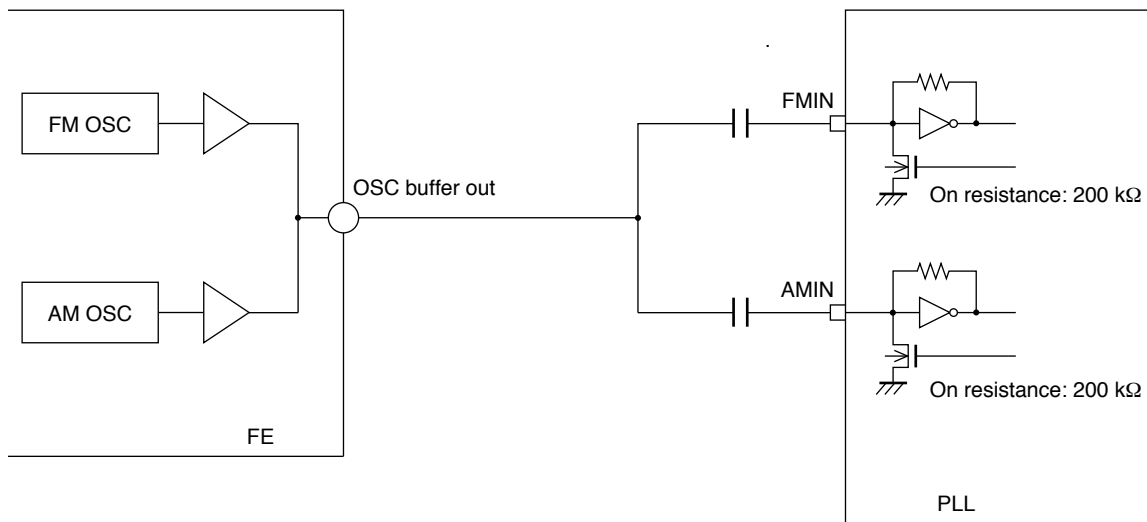 FM OSC
AM OSC
FE
OSC buffer out
FMIN
AMIN
On resistance: 200 kΩ
On resistance: 200 kΩ
PLL